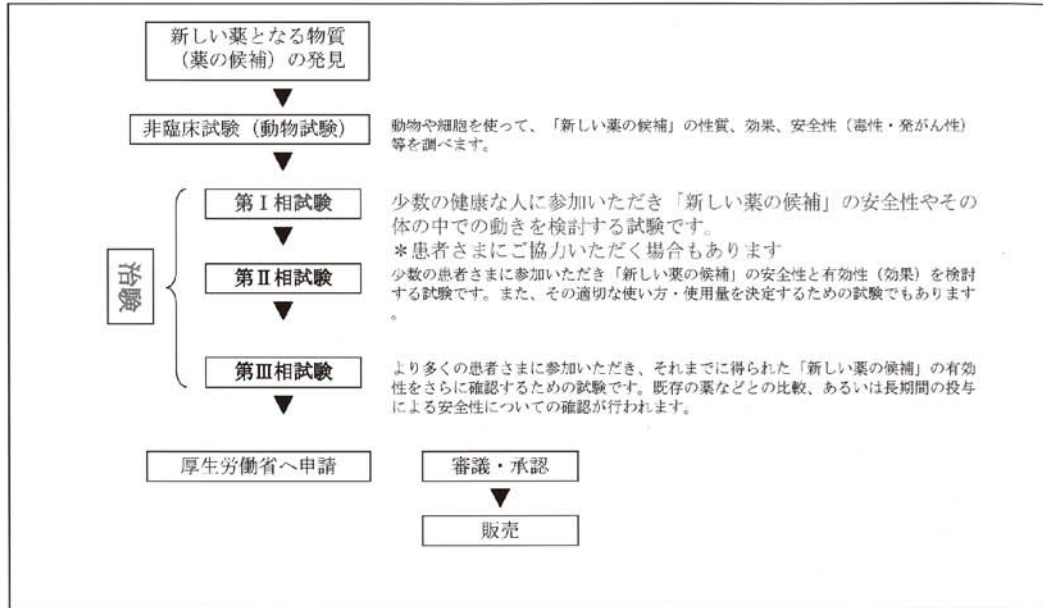 新しい薬となる物質
（薬の候補）の発見
▼
非臨床試験（動物試験）
動物や細胞を使って、「新しい薬の候補」の性質、効果、安全性（毒性・発がん性）
等を調べます。
▼
治験
第Ⅰ相試験
少数の健康な人に参加いただき「新しい薬の候補」の安全性やその
体の中での動きを検討する試験です。
＊患者さまにご協力いただく場合もあります
▼
第Ⅱ相試験
少数の患者さまに参加いただき「新しい薬の候補」の安全性と有効性（効果）を検討
する試験です。また、その適切な使い方・使用量を決定するための試験でもあります
。
▼
第Ⅲ相試験
より多くの患者さまに参加いただき、それまでに得られた「新しい薬の候補」の有効
性をさらに確認するための試験です。既存の薬などとの比較、あるいは長期間の投与
による安全性についての確認が行われます。
▼
厚生労働省へ申請
審議・承認
▼
販売